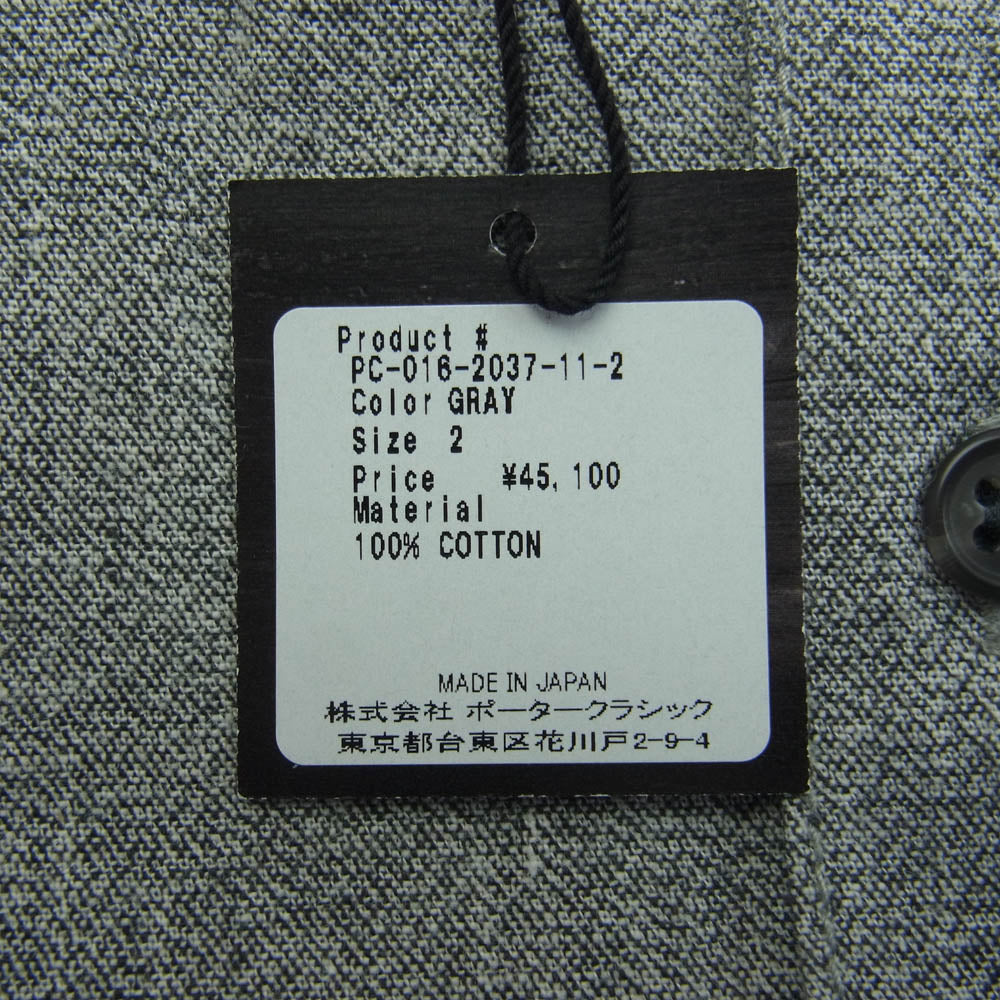 Product #
PC-016-2037-11-2
Color GRAY
Size 2
Price ¥45,100
Material
100% COTTON
MADE IN JAPAN
株式会社 ポータークラシック
東京都台東区花川戸2-9-4